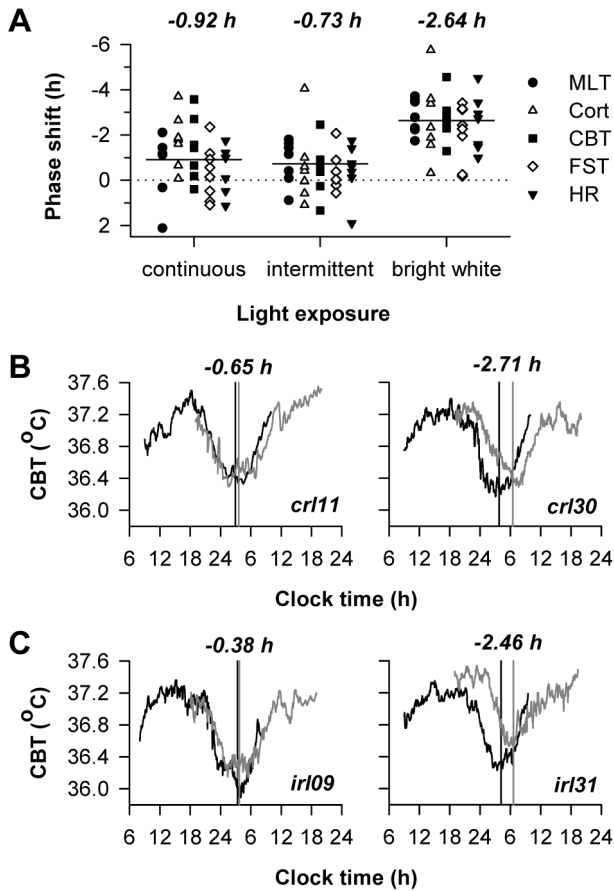 A
-0.92 h -0.73 h -2.64 h
Phase shift (h)
-6
-4
-2
0
2
continuous intermittent bright white
Light exposure
MLT
Cort
CBT
FST
HR
B
-0.65 h -2.71 h
CBT (°C)
37.6
37.2
36.8
36.4
36.0
crl11 crl30
6 12 18 24 6 12 18 24 6 12 18 24 6 12 18 24
Clock time (h)
C
-0.38 h -2.46 h
CBT (°C)
37.6
37.2
36.8
36.4
36.0
irl09 irl31
6 12 18 24 6 12 18 24 6 12 18 24 6 12 18 24
Clock time (h)